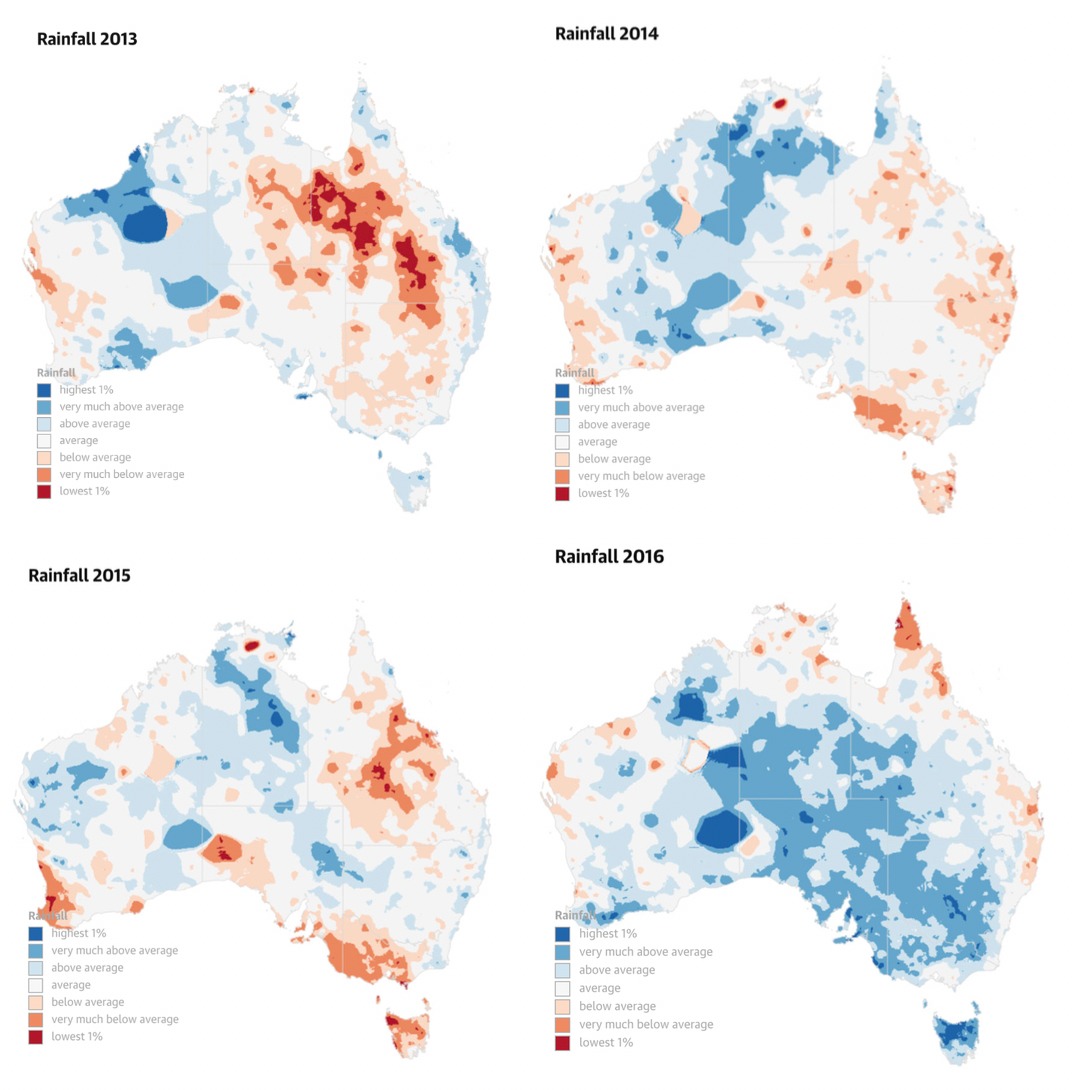 Rainfall 2013
Rainfall
highest 1%
very much above average
above average
average
below average
very much below average
lowest 1%
Rainfall 2014
Rainfall
highest 1%
very much above average
above average
average
below average
very much below average
lowest 1%
Rainfall 2015
Rainfall
highest 1%
very much above average
above average
average
below average
very much below average
lowest 1%
Rainfall 2016
Rainfall
highest 1%
very much above average
above average
average
below average
very much below average
lowest 1%